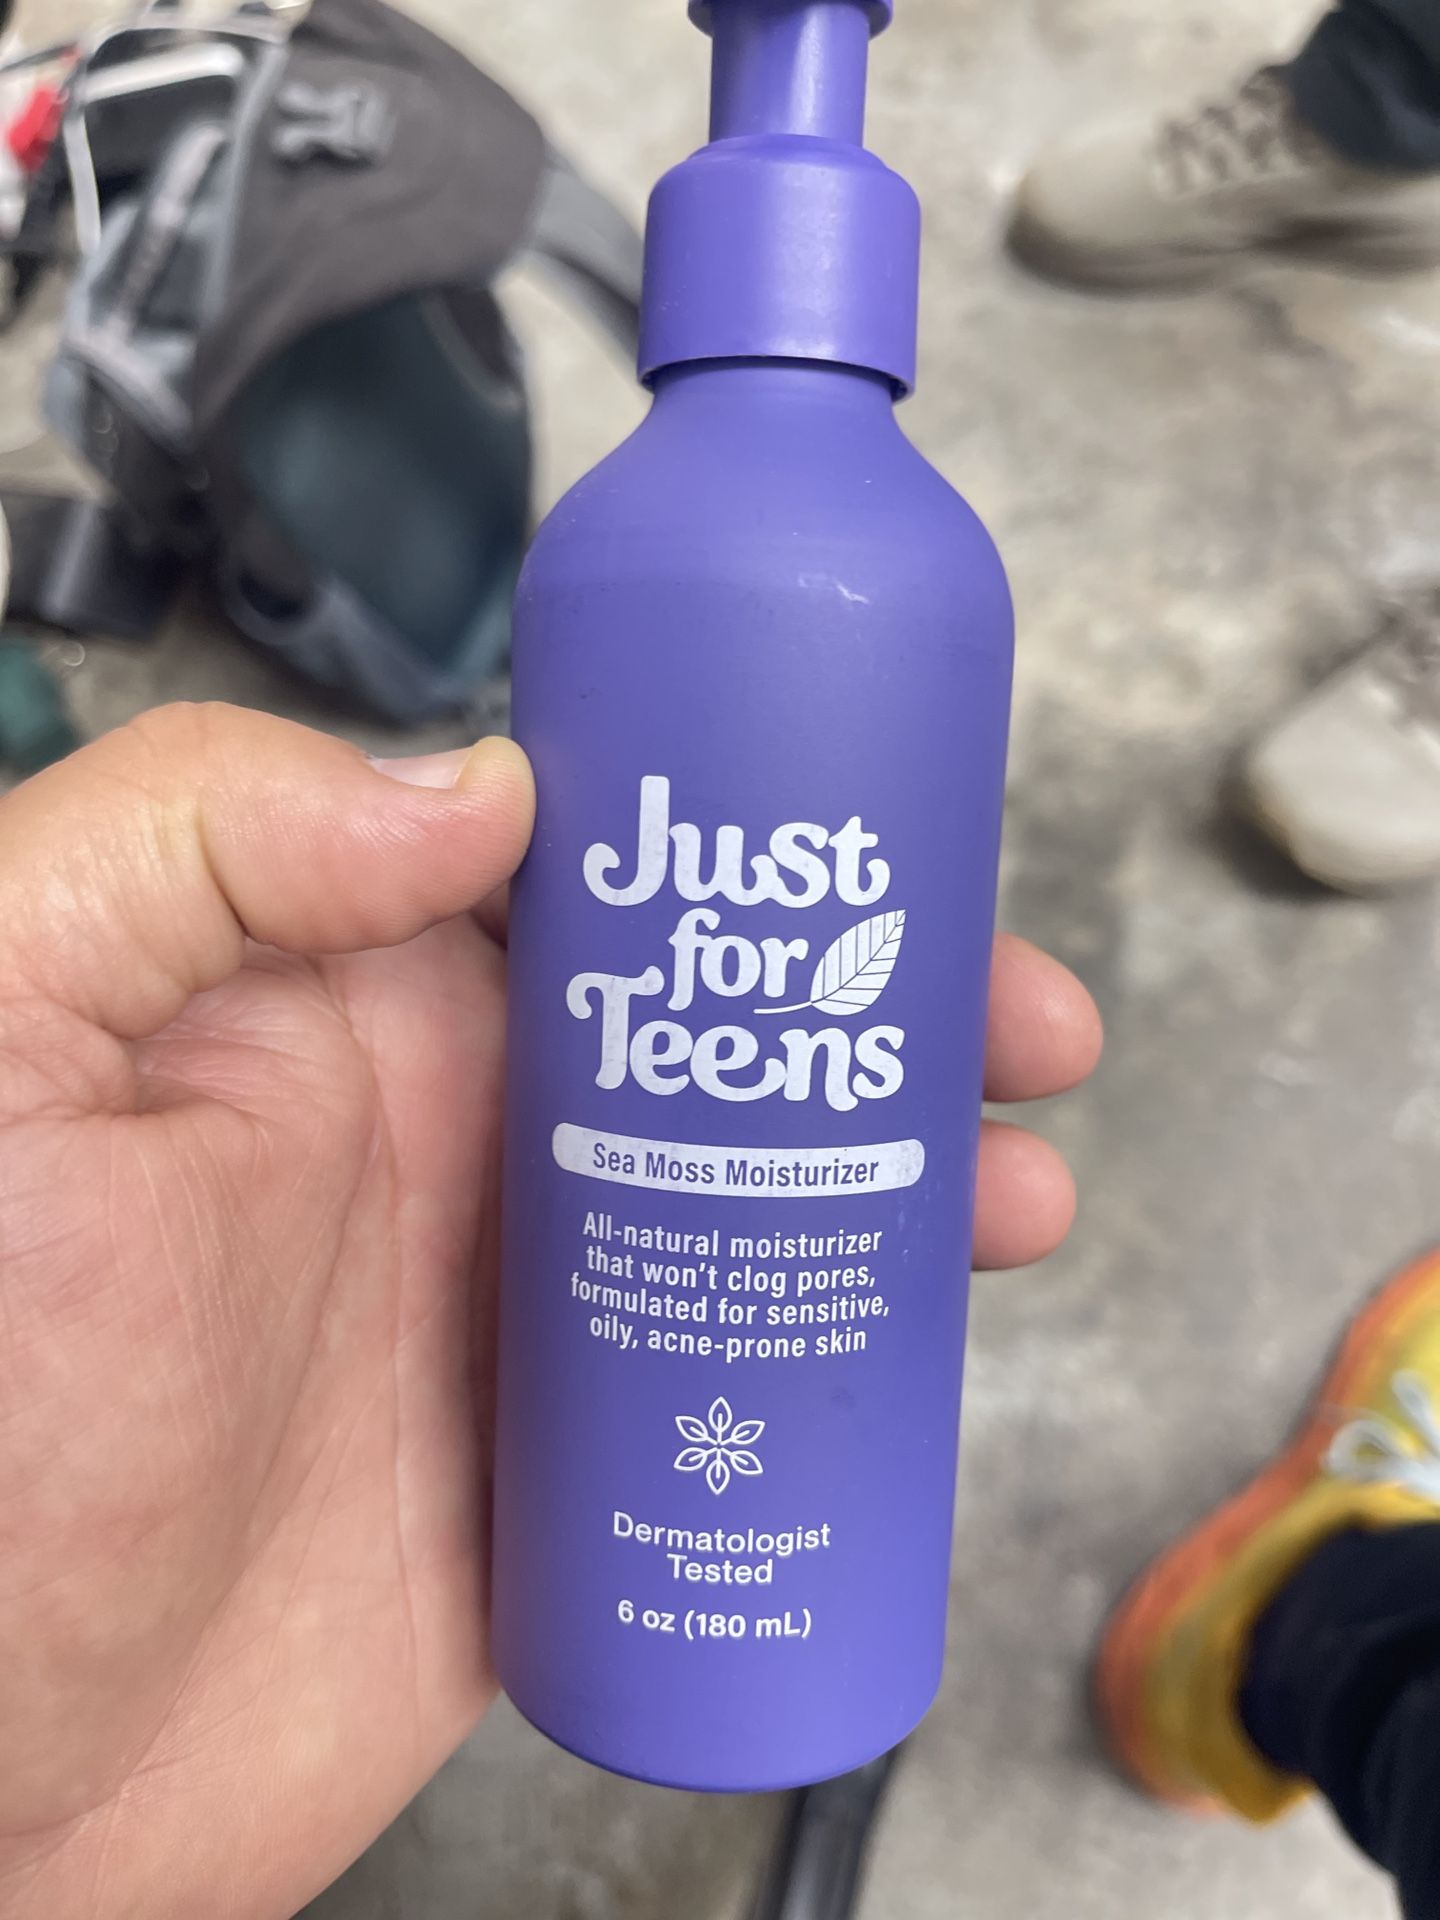 Just
for
Teens
Sea Moss Moisturizer
All-natural moisturizer
that won't clog pores,
formulated for sensitive,
oily, acne-prone skin
Dermatologist
Tested
6 oz (180 mL)